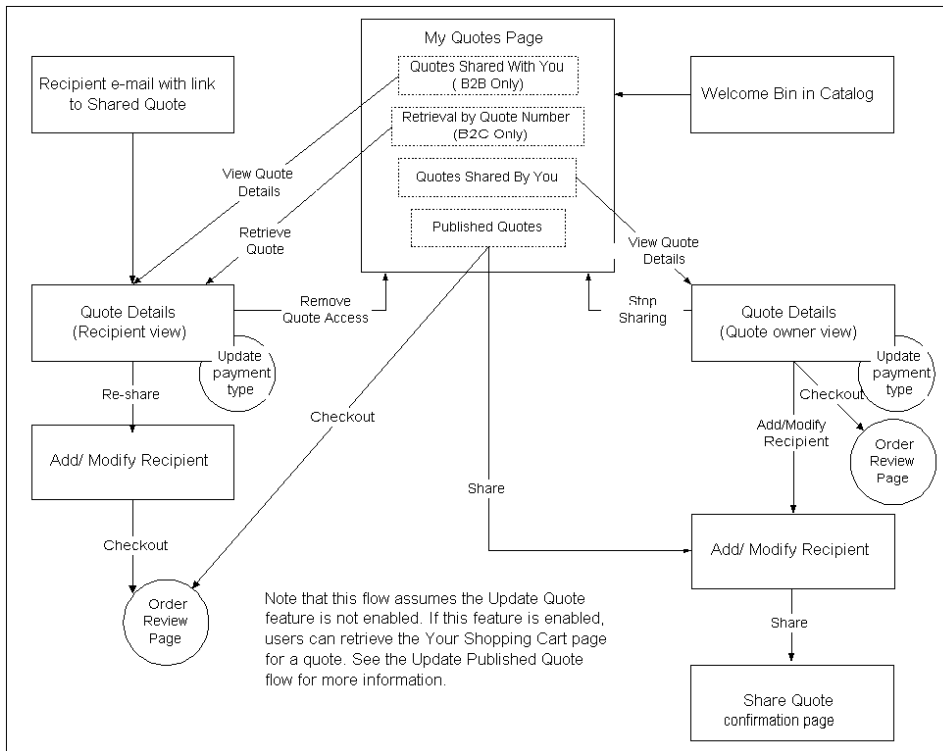 My Quotes Page
Quotes Shared With You
( B2B Only)
Retrieval by Quote Number
(B2C Only)
Quotes Shared By You
Published Quotes
Recipient e-mail with link
to Shared Quote
Welcome Bin in Catalog
View Quote
Details
Retrieve
Quote
View Quote
Details
Quote Details
(Recipient view)
Update
payment
type
Remove
Quote Access
Stop
Sharing
Quote Details
(Quote owner view)
Update
payment
type
Re-share
Checkout
Checkout
Add/Modify
Recipient
Order
Review
Page
Add/ Modify Recipient
Share
Checkout
Add/ Modify Recipient
Order
Review
Page
Note that this flow assumes the Update Quote
feature is not enabled. If this feature is enabled,
users can retrieve the Your Shopping Cart page
for a quote. See the Update Published Quote
flow for more information.
Share
Share Quote
confirmation page